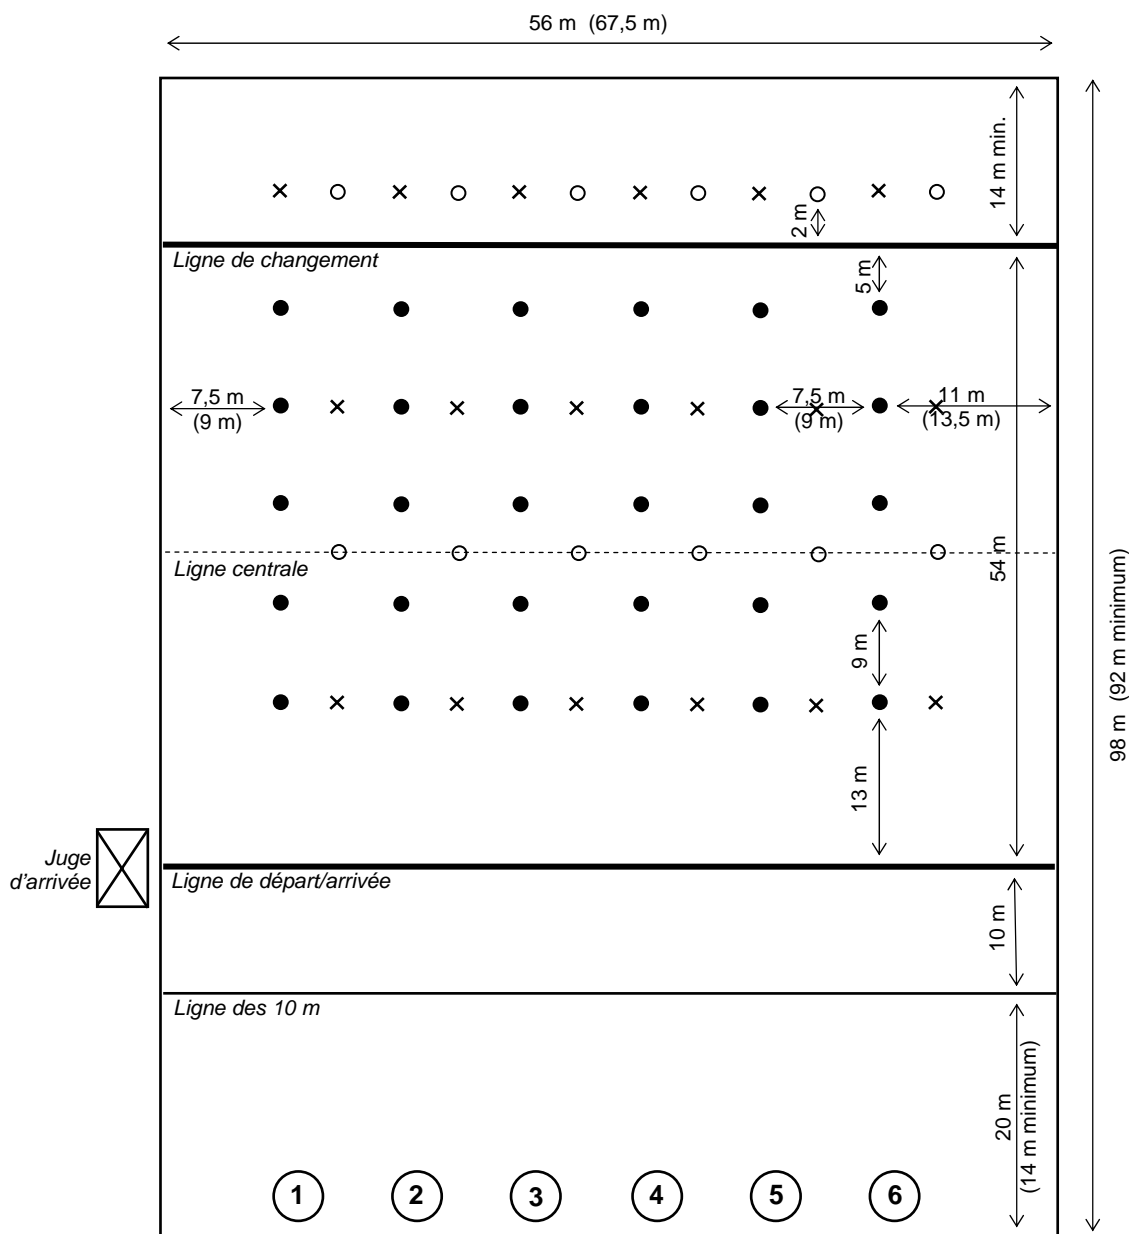 56 m  (67,5 m)
14 m min.
2 m
Ligne de changement
5 m
7,5 m
(9 m)
7,5 m
(9 m)
11 m
(13,5 m)
Ligne centrale
54 m
9 m
98 m  (92 m minimum)
13 m
Juge
d'arrivée
Ligne de départ/arrivée
10 m
Ligne des 10 m
20 m
(14 m minimum)
1 2 3 4 5 6